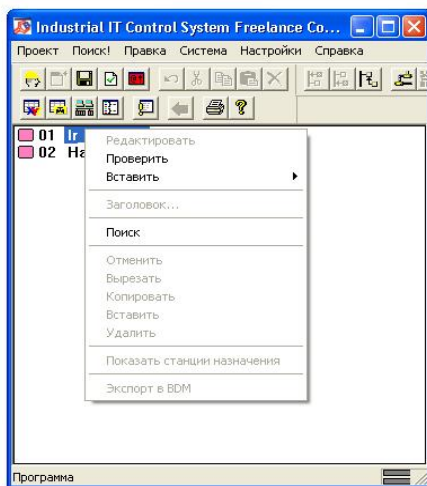 Industrial IT Control System Freelance Co...
Проект Поиск! Правка Система Настройки Справка
01 Ir
02 На
Редактировать
Проверить
Вставить
Заголовок...
Поиск
Отменить
Вырезать
Копировать
Вставить
Удалить
Показать станции назначения
Экспорт в BDM
Программа